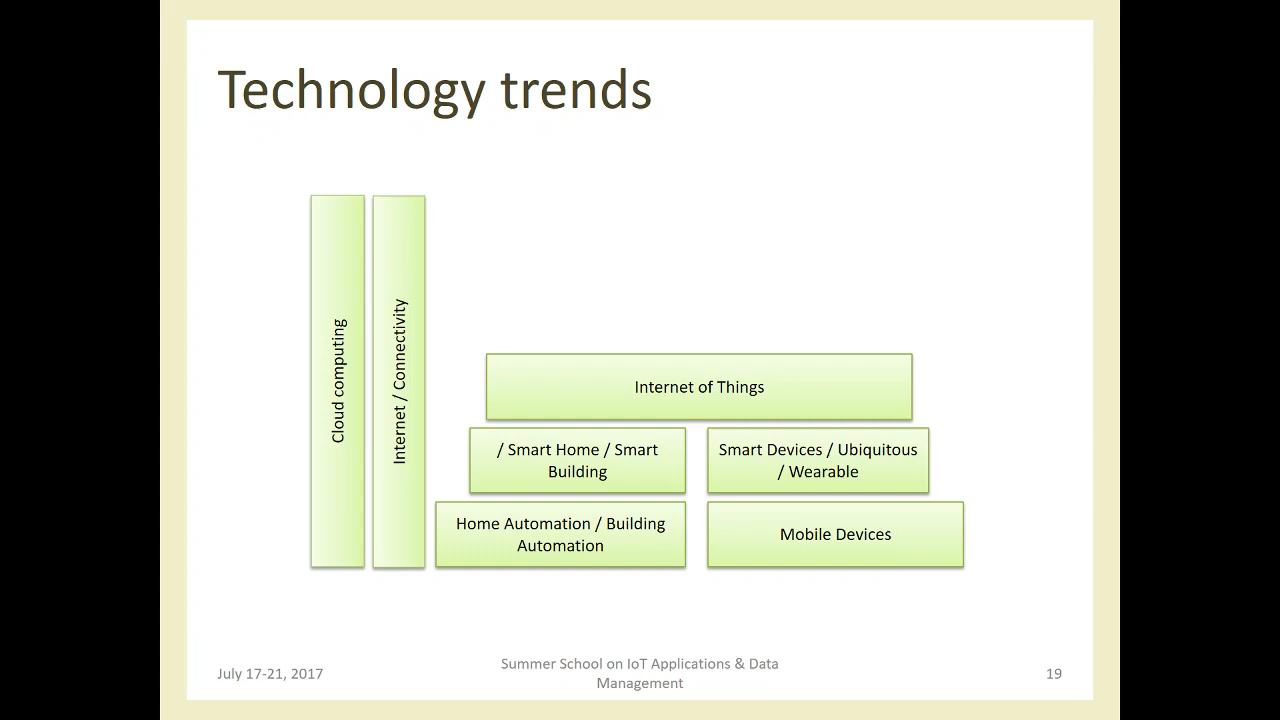 Technology trends
Cloud computing
Internet / Connectivity
Internet of Things
/ Smart Home / Smart
Building
Smart Devices / Ubiquitous
/ Wearable
Home Automation / Building
Automation
Mobile Devices
July 17-21, 2017
Summer School on IoT Applications & Data
Management
19